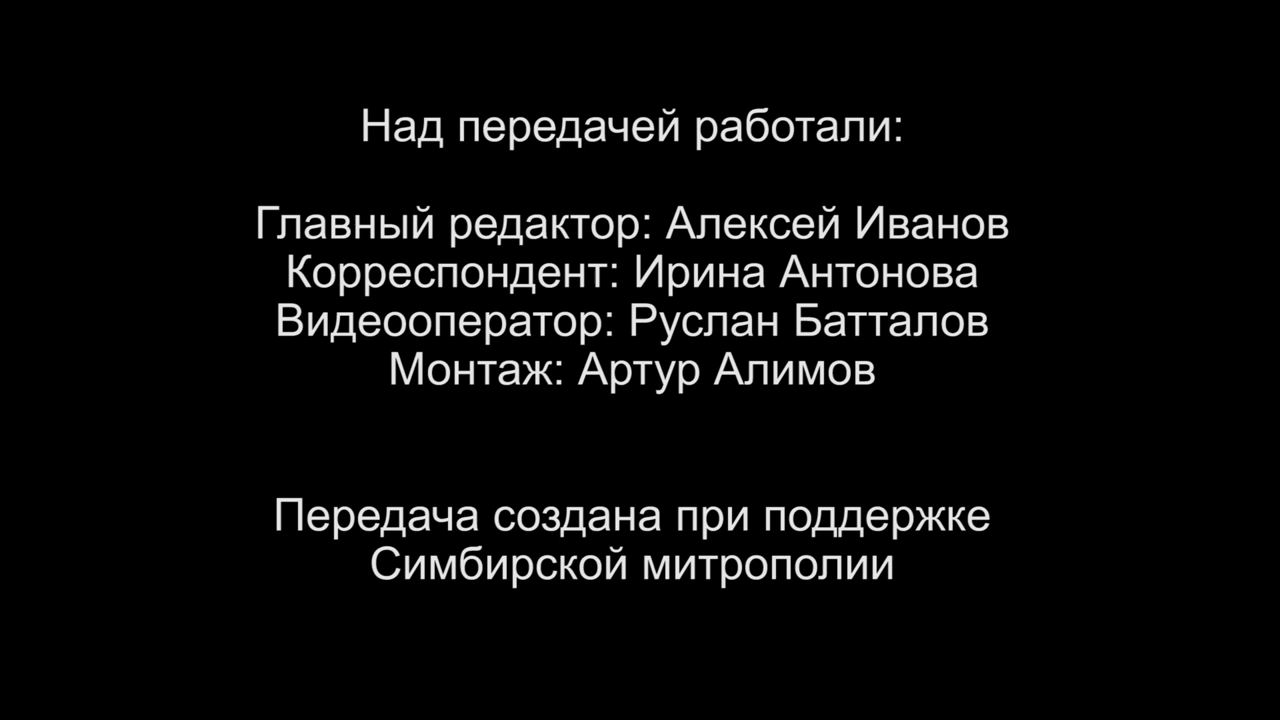 Над передачей работали:
Главный редактор: Алексей Иванов
Корреспондент: Ирина Антонова
Видеооператор: Руслан Батталов
Монтаж: Артур Алимов
Передача создана при поддержке
Симбирской митрополии